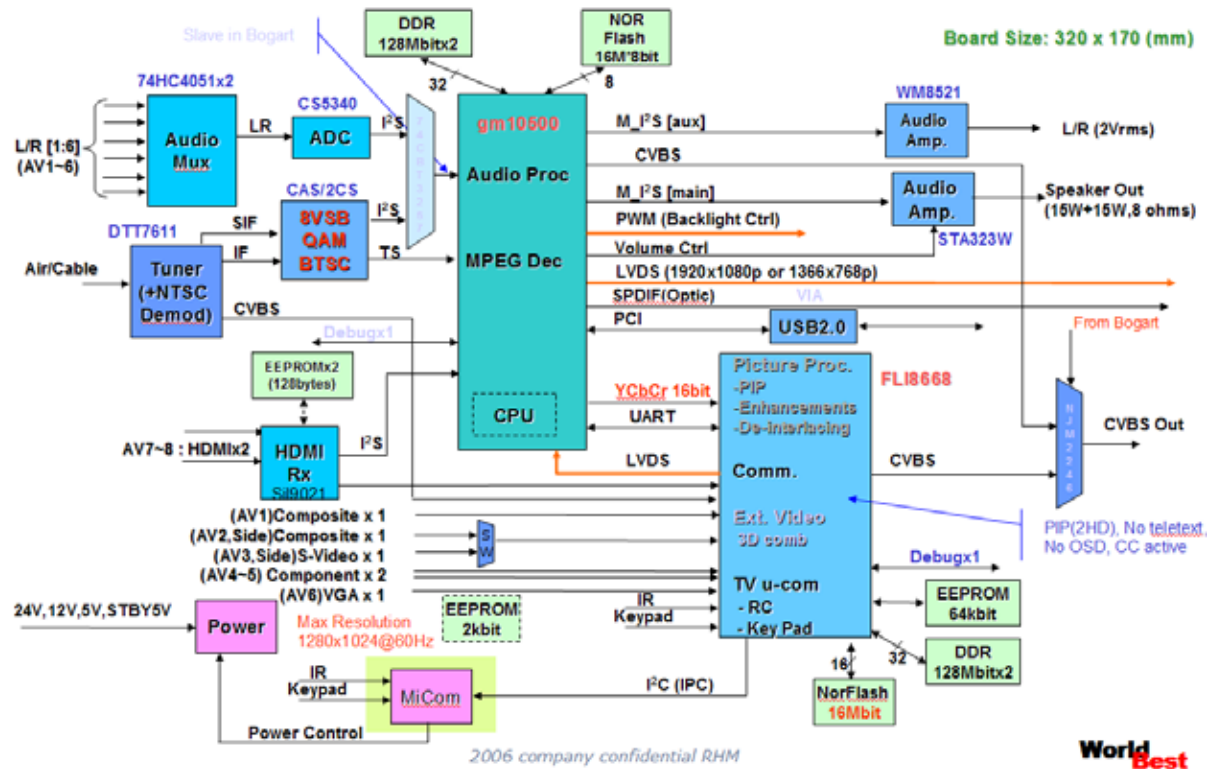 Slave in Bogart
DDR
128Mbitx2
NOR
Flash
16M*8bit
Board Size: 320 x 170 (mm)
32
8
74HC4051x2
Audio
Mux
L/R [1:6]
(AV1~6)
LR
CS5340
ADC
I²S
gm10500
Audio Proc
MPEG Dec
CPU
M_I²S [aux]
WM8521
Audio
Amp.
L/R (2Vrms)
CVBS
M_I²S [main]
Audio
Amp.
STA323W
Speaker Out
(15W+15W,8 ohms)
PWM (Backlight Ctrl)
Volume Ctrl
LVDS (1920x1080p or 1366x768p)
SPDIF(Optic)
VIA
PCI
USB2.0
CAS/2CS
8VSB
QAM
BTSC
I²S
TS
DTT7611
SIF
IF
Air/Cable
Tuner
(+NTSC
Demod)
CVBS
Debugx1
EEPROMx2
(128bytes)
AV7~8 : HDMIx2
HDMI
Rx
SiI9021
I²S
YCbCr 16bit
UART
LVDS
Picture Proc.
-PIP
-Enhancements
-De-interlacing
Comm.
Ext. Video
3D comb
TV u-com
- RC
- Key Pad
FLI8668
From Bogart
NJM2246
CVBS
CVBS Out
PIP(2HD), No teletext,
No OSD, CC active
Debugx1
EEPROM
64kbit
DDR
128Mbitx2
32
16
NorFlash
16Mbit
(AV1)Composite x 1
(AV2,Side)Composite x 1
(AV3,Side)S-Video x 1
(AV4~5) Component x 2
(AV6)VGA x 1
SW
EEPROM
2kbit
IR
Keypad
24V,12V,5V,STBY5V
Power
Max Resolution
1280x1024@60Hz
IR
Keypad
MiCom
I²C (IPC)
Power Control
2006 company confidential RHM
World
Best